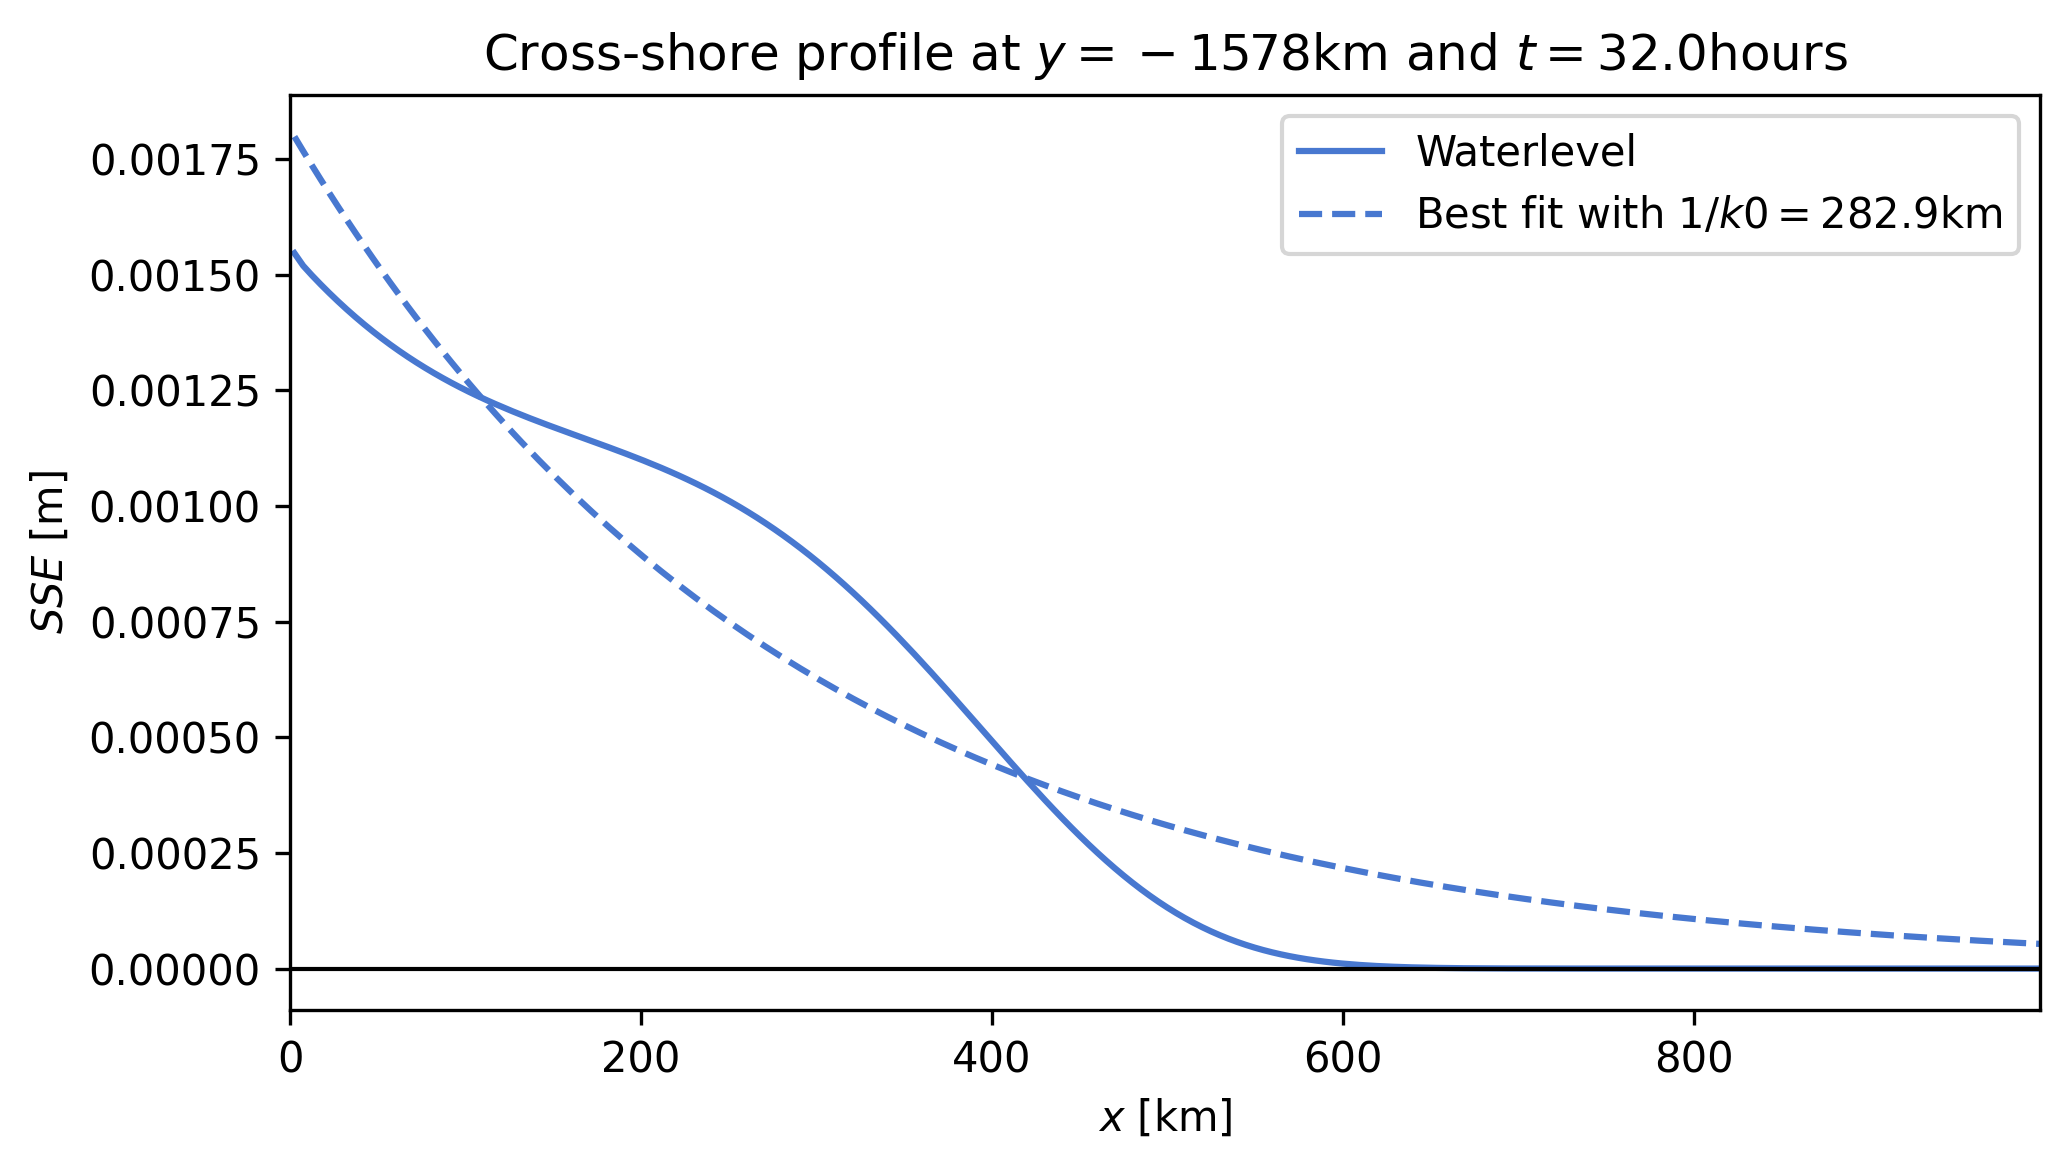 Cross-shore profile at y = −1578km and t = 32.0hours
Waterlevel
Best fit with 1/k0 = 282.9km
0.00175
0.00150
0.00125
0.00100
0.00075
0.00050
0.00025
0.00000
SSE [m]
0 200 400 600 800
x [km]